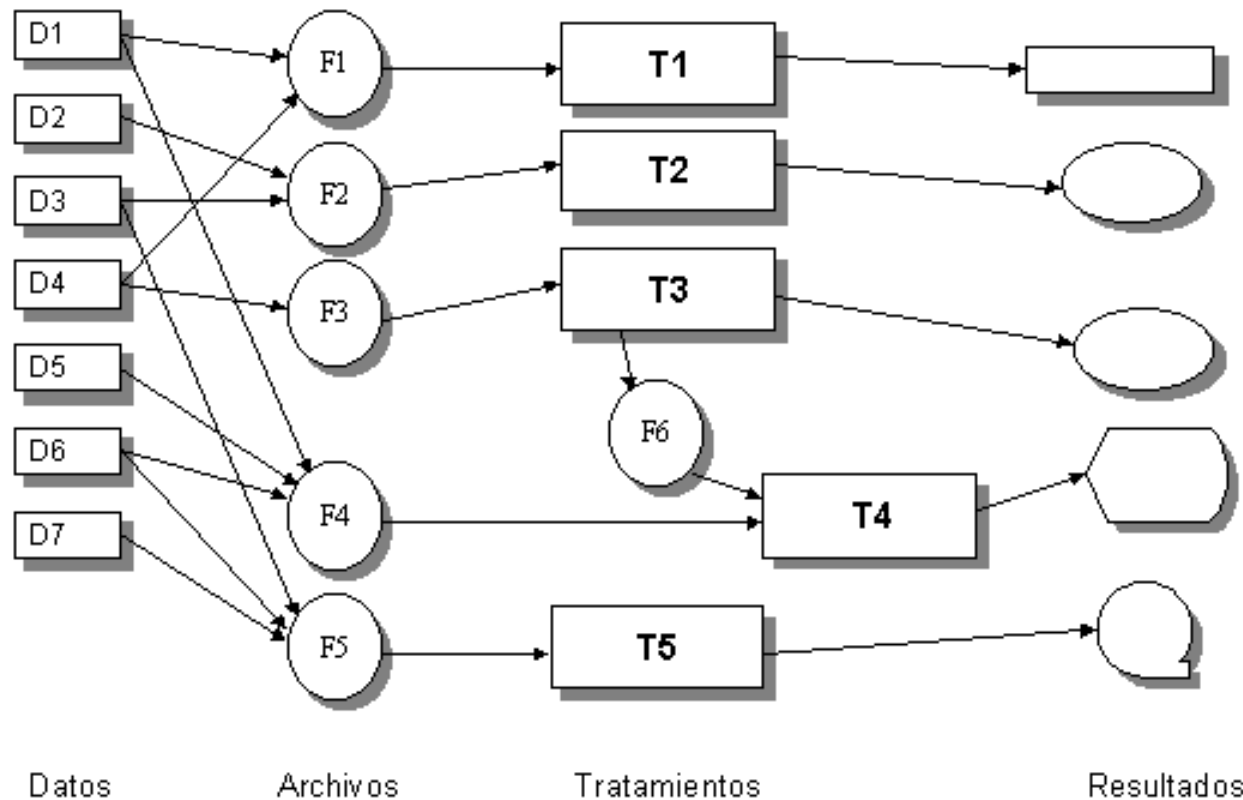 D1
D2
D3
D4
D5
D6
D7
F1
F2
F3
F4
F5
T1
T2
T3
F6
T4
T5
Datos Archivos Tratamientos Resultados